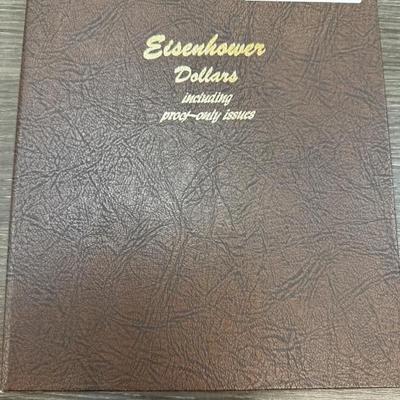 Eisenhower
Dollars
including
proof-only issues